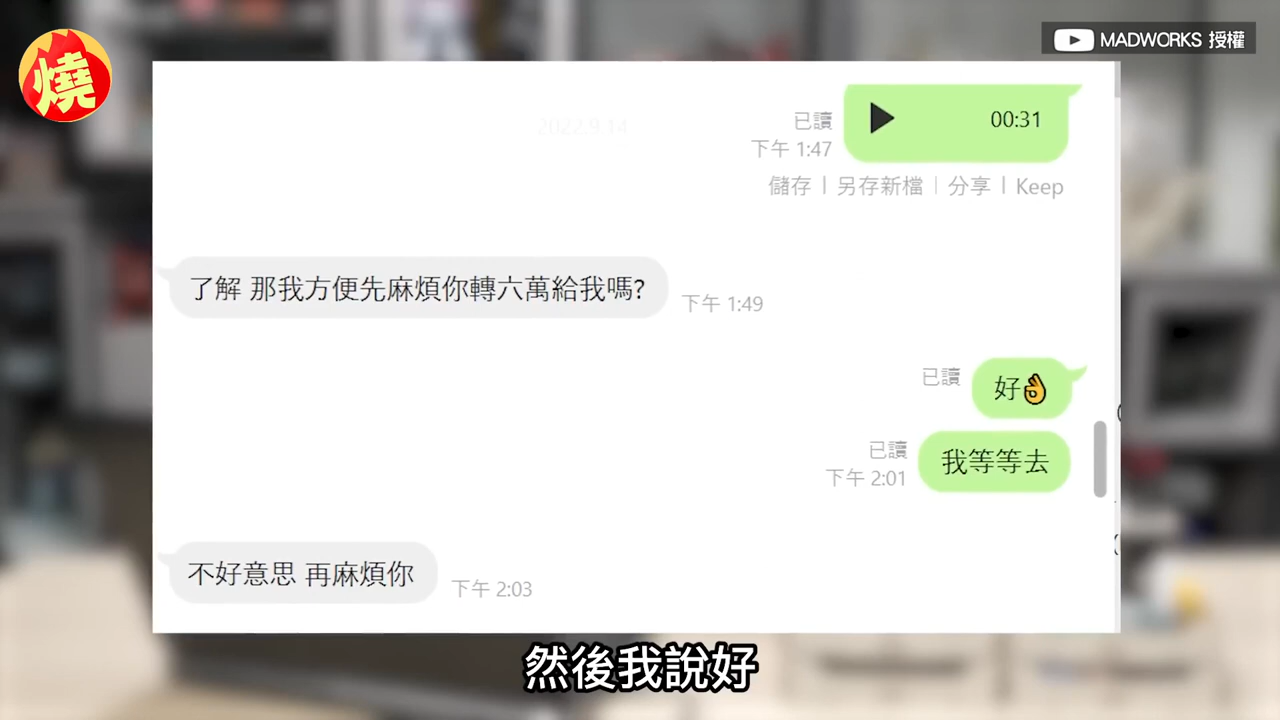 燒
MADWORKS 授權
2022.9.14
已讀
下午 1:47
00:31
儲存 | 另存新檔 | 分享 | Keep
了解 那我方便先麻煩你轉六萬給我嗎?
下午 1:49
已讀
好👌
已讀
下午 2:01
我等等去
不好意思 再麻煩你
下午 2:03
然後我說好